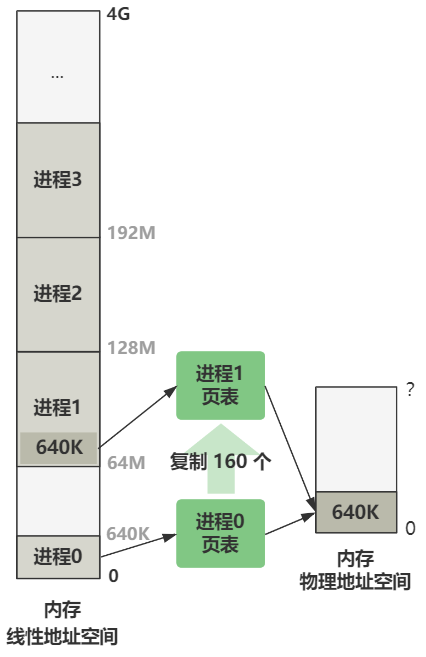 4G
...
进程3
192M
进程2
128M
进程1
640K
64M
640K
进程0
0
内存
线性地址空间
进程1
页表
复制 160 个
进程0
页表
?
640K
0
内存
物理地址空间